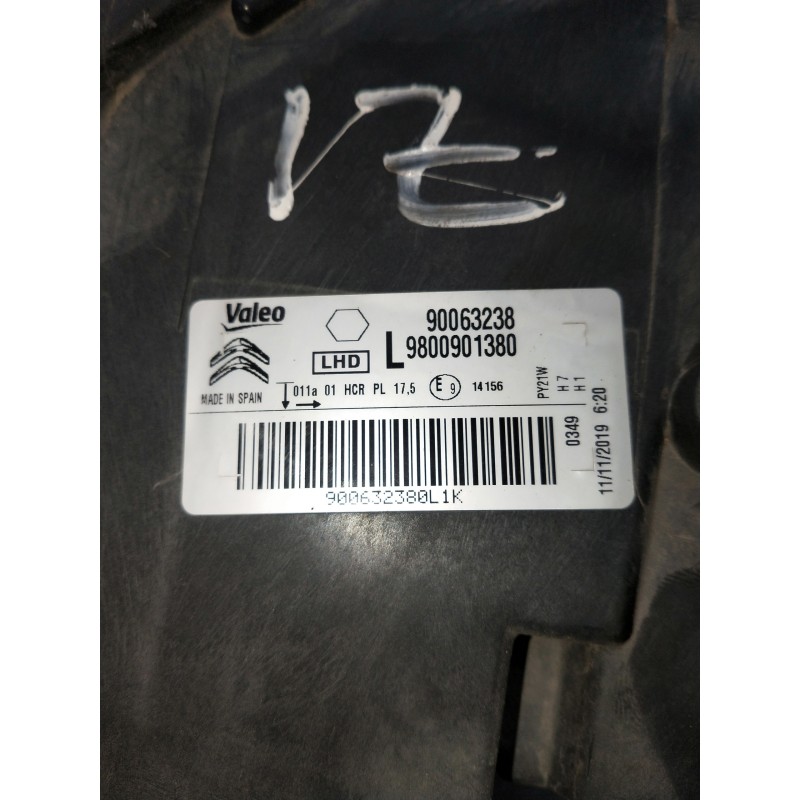 IZ
Valeo
90063238
LHD
L 9800901380
MADE IN SPAIN
011a 01 HCR PL 17,5 E 9 14156
PY21W
H7
H1
0349
11/11/2019 6:20
900632380L1K